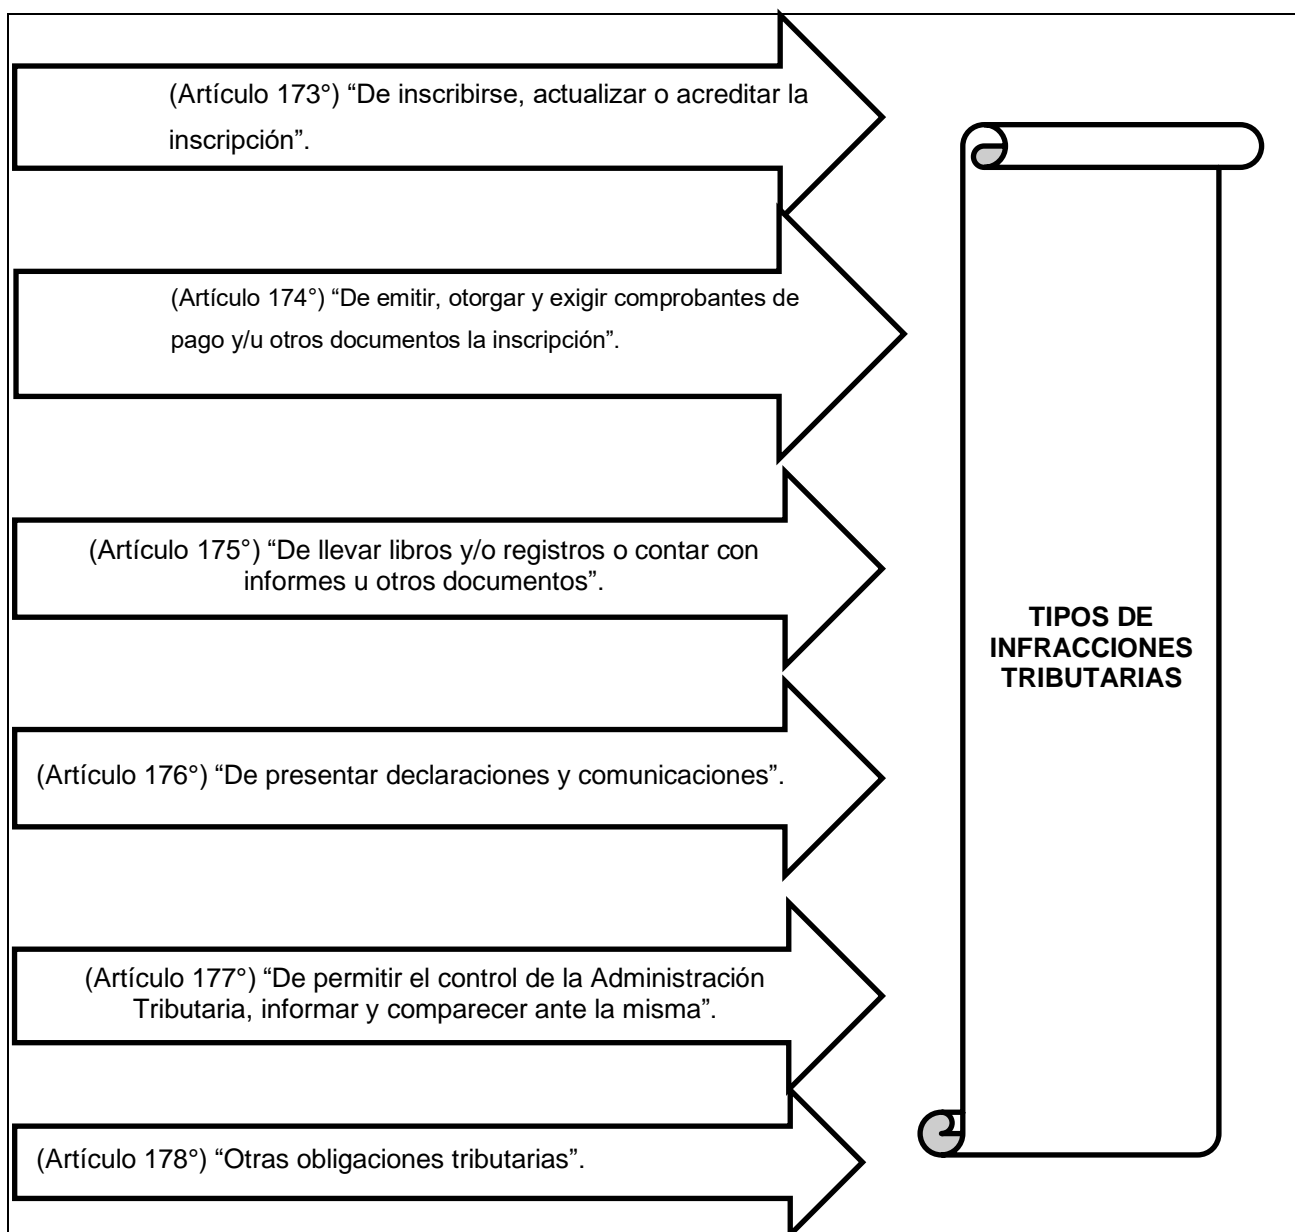 (Artículo 173°) “De inscribirse, actualizar o acreditar la
inscripción”.
(Artículo 174°) “De emitir, otorgar y exigir comprobantes de
pago y/u otros documentos la inscripción”.
(Artículo 175°) “De llevar libros y/o registros o contar con
informes u otros documentos”.
(Artículo 176°) “De presentar declaraciones y comunicaciones”.
(Artículo 177°) “De permitir el control de la Administración
Tributaria, informar y comparecer ante la misma”.
(Artículo 178°) “Otras obligaciones tributarias”.
TIPOS DE
INFRACCIONES
TRIBUTARIAS